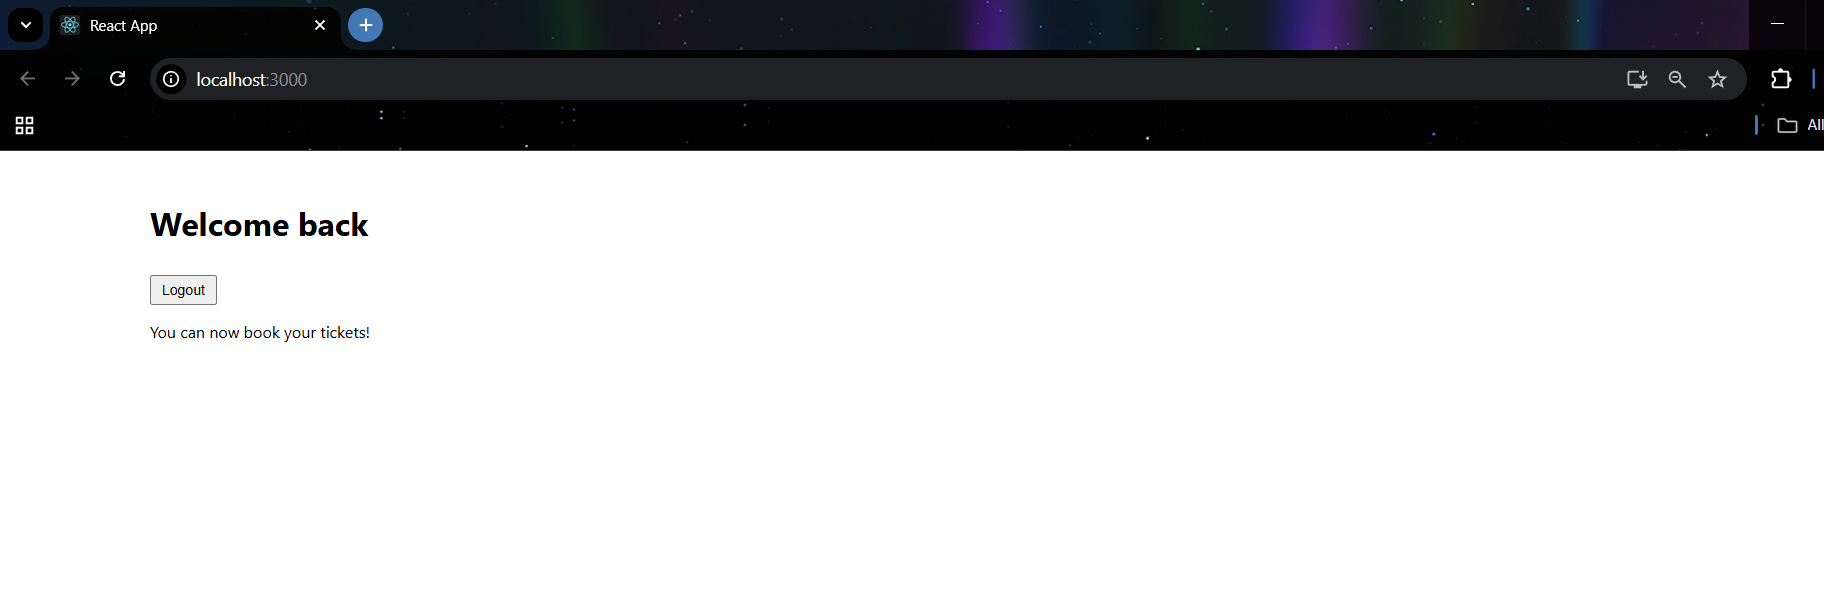 React App
localhost:3000
All
Welcome back
Logout
You can now book your tickets!